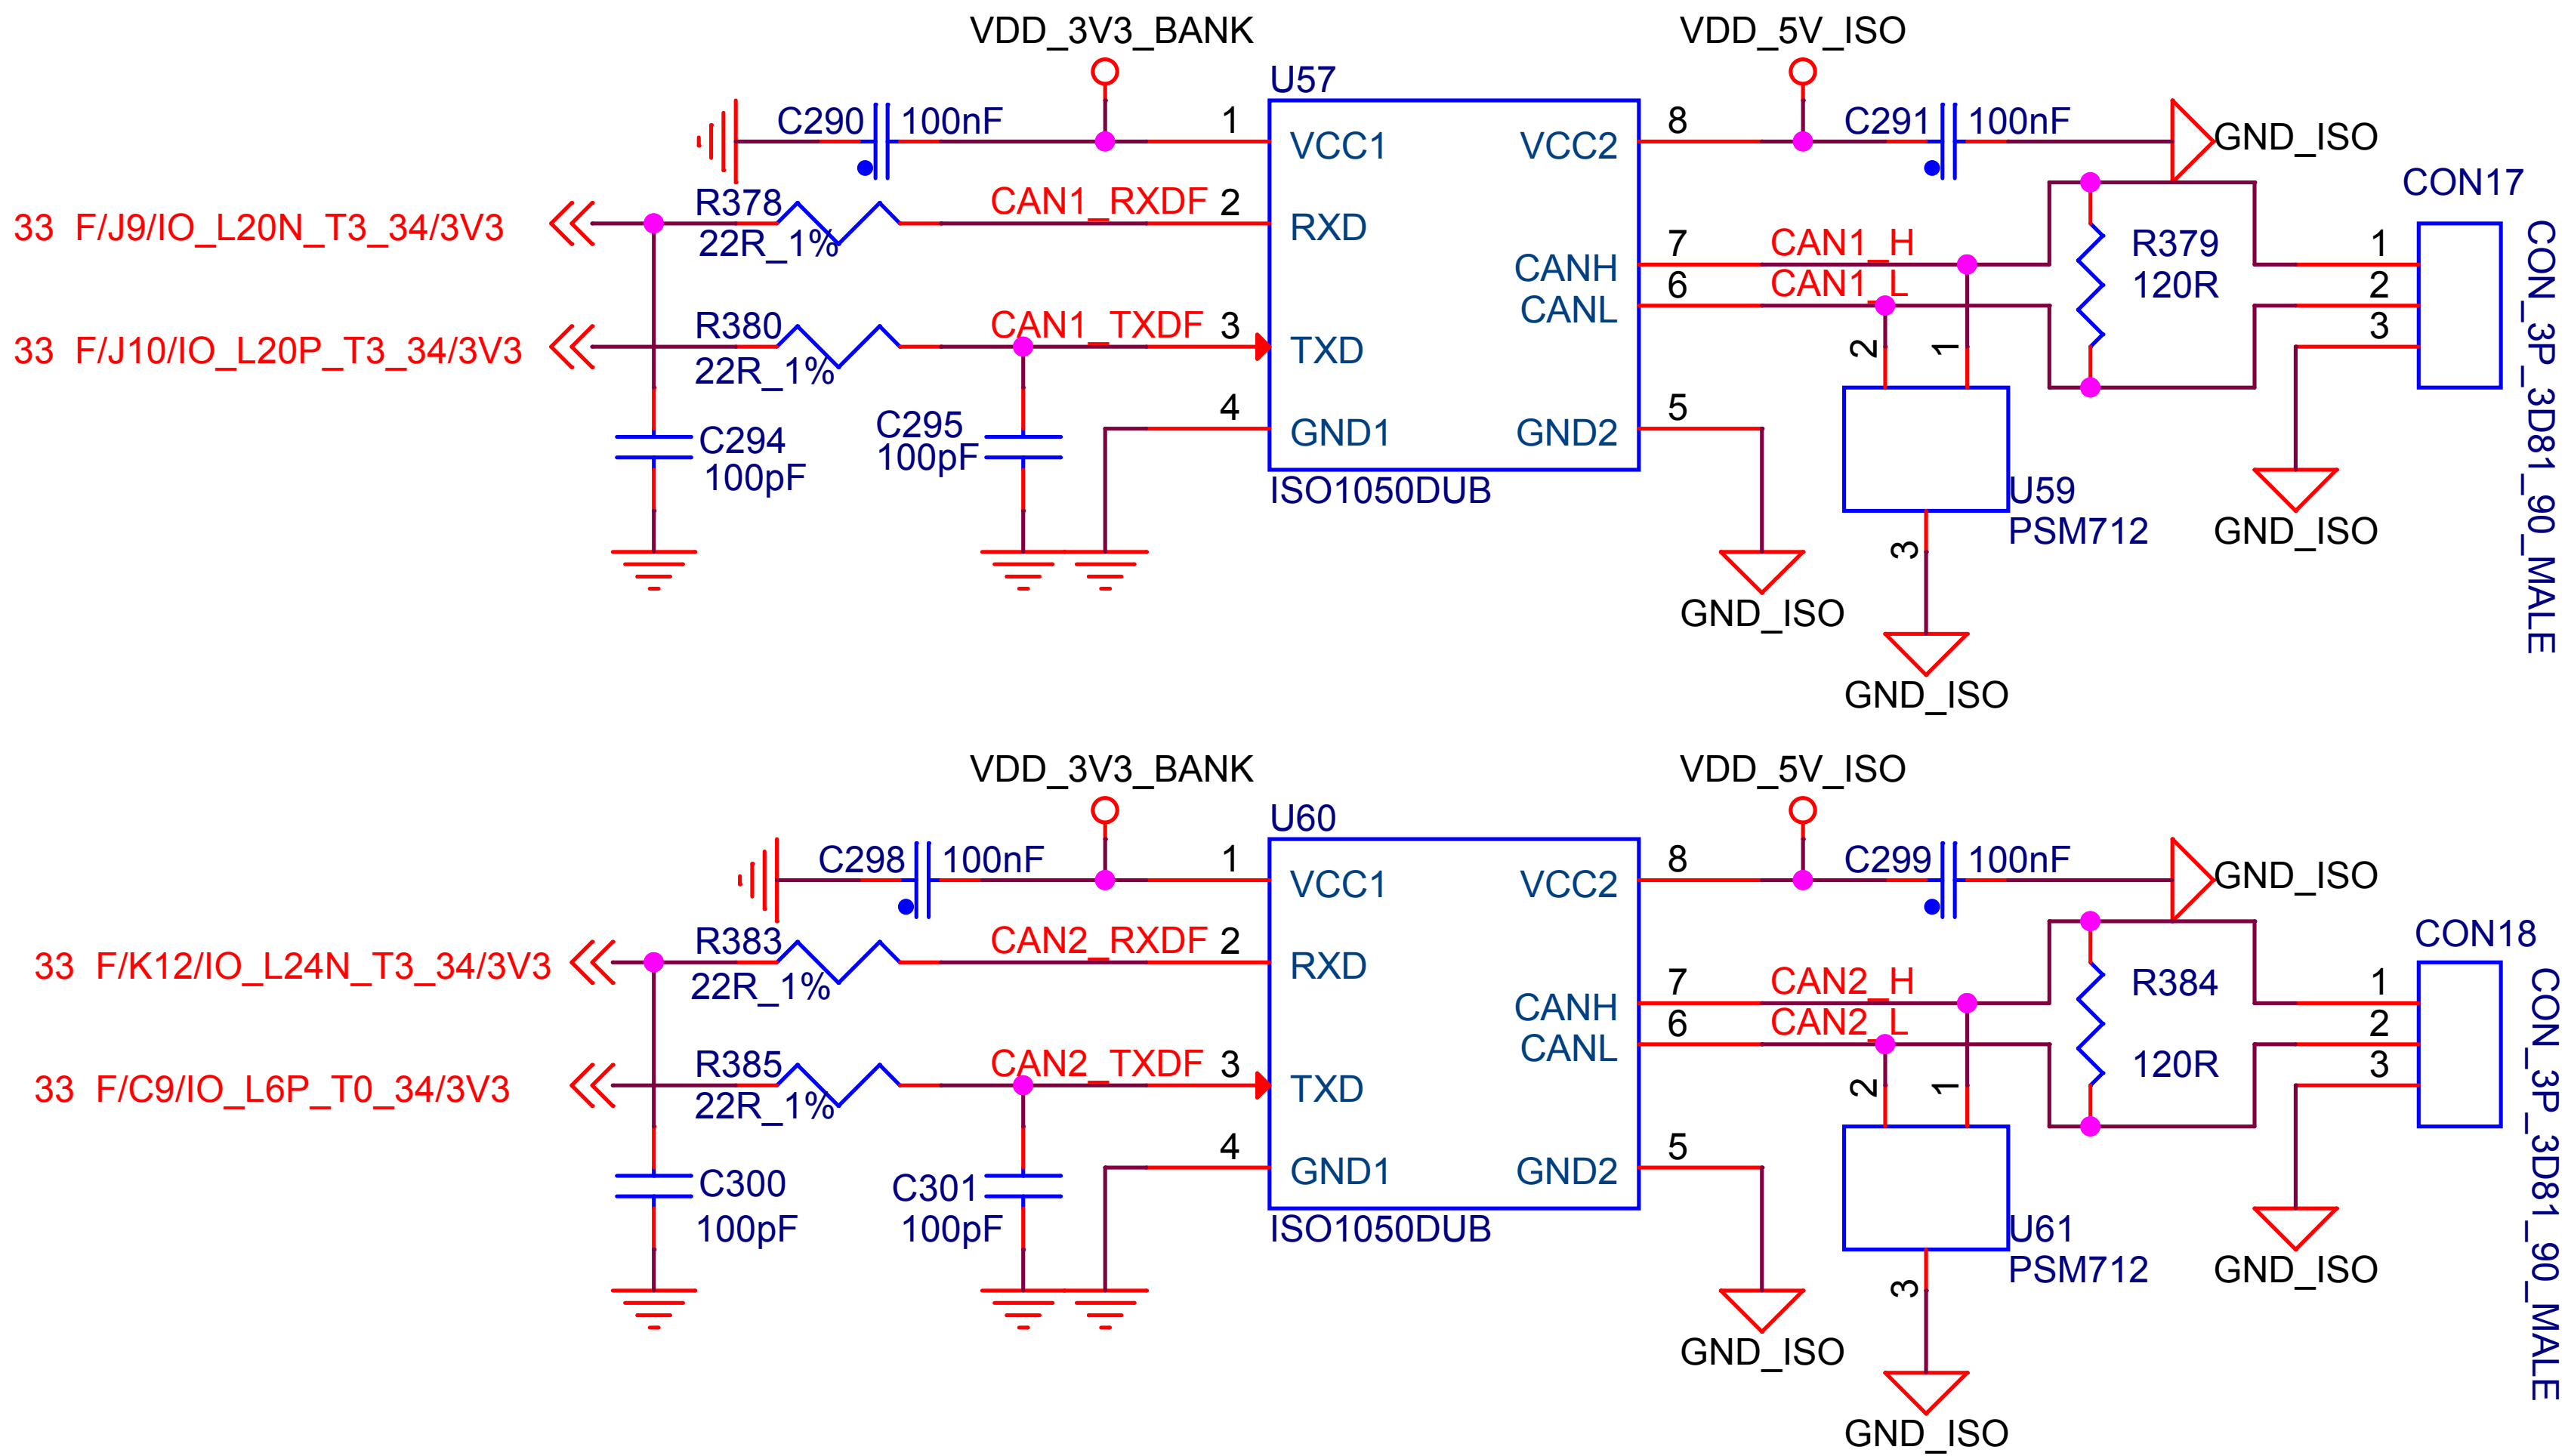 VDD_3V3_BANK
VDD_5V_ISO
U57
C290 100nF
1
VCC1
VCC2
8
C291 100nF
GND_ISO
CON17
33 F/J9/IO_L20N_T3_34/3V3
R378
22R_1%
CAN1_RXDF
2
RXD
CANH
7
CAN1_H
R379
120R
1
CANL
6
CAN1_L
2
3
33 F/J10/IO_L20P_T3_34/3V3
R380
22R_1%
CAN1_TXDF
3
TXD
2
1
CON_3P_3D81_90_MALE
C294
100pF
C295
100pF
4
GND1
GND2
5
ISO1050DUB
U59
PSM712
3
GND_ISO
GND_ISO
GND_ISO
VDD_3V3_BANK
VDD_5V_ISO
U60
C298 100nF
1
VCC1
VCC2
8
C299 100nF
GND_ISO
CON18
33 F/K12/IO_L24N_T3_34/3V3
R383
22R_1%
CAN2_RXDF
2
RXD
CANH
7
CAN2_H
R384
120R
1
CANL
6
CAN2_L
2
3
33 F/C9/IO_L6P_T0_34/3V3
R385
22R_1%
CAN2_TXDF
3
TXD
2
1
CON_3P_3D81_90_MALE
C300
100pF
C301
100pF
4
GND1
GND2
5
ISO1050DUB
U61
PSM712
3
GND_ISO
GND_ISO
GND_ISO